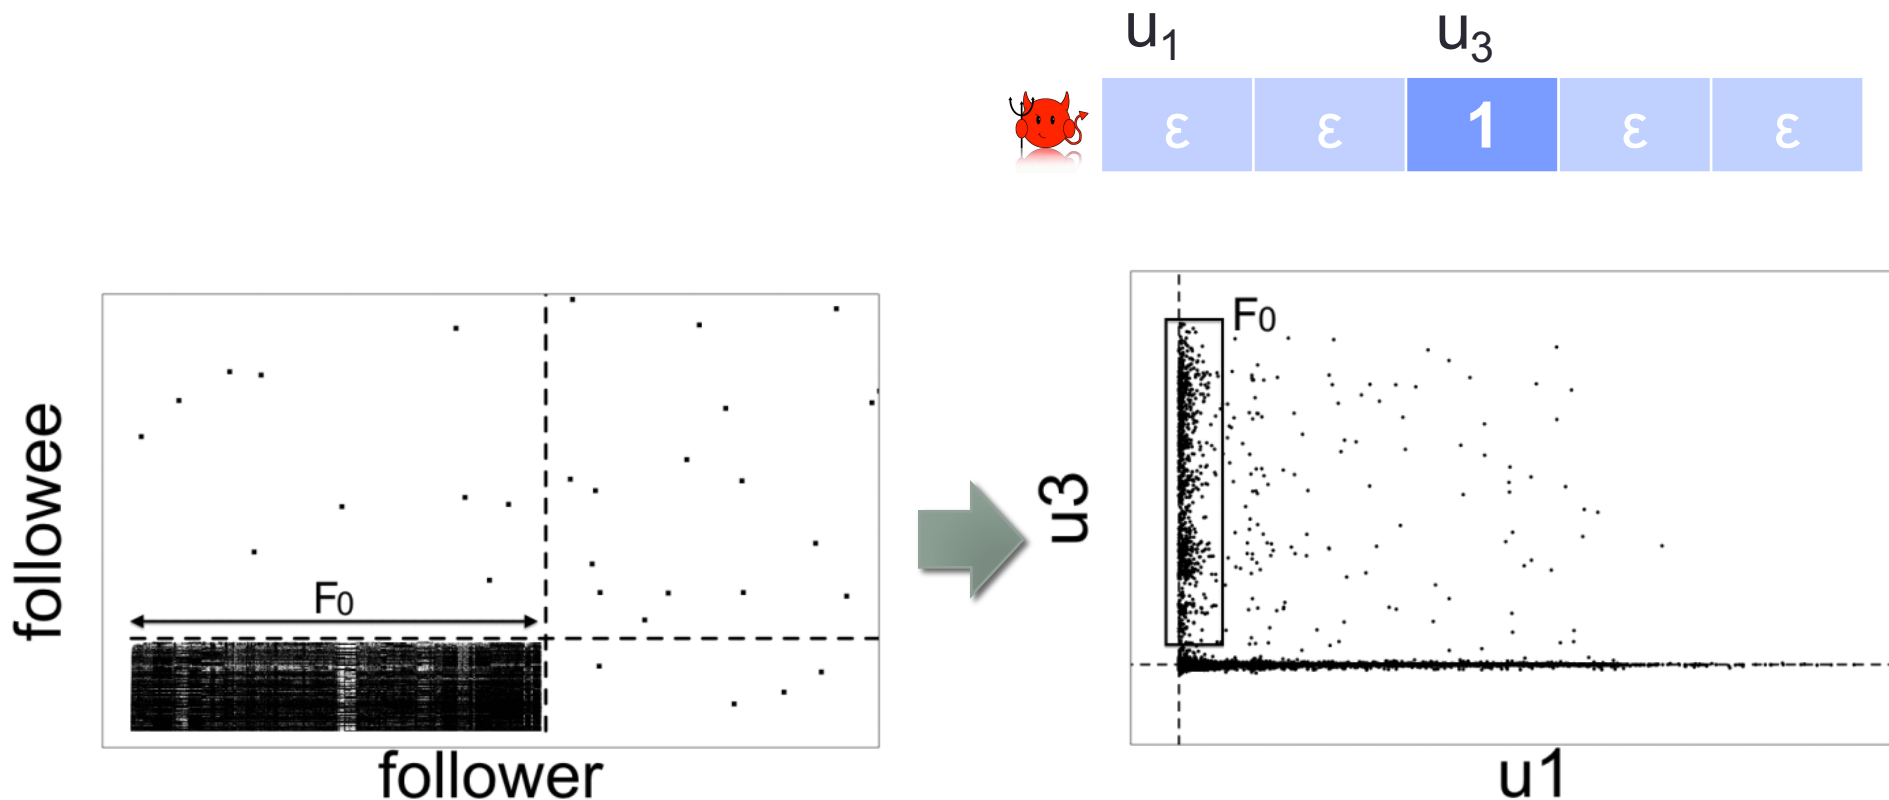 u1 u3
ε ε 1 ε ε
followee
F0
follower
u3
F0
u1